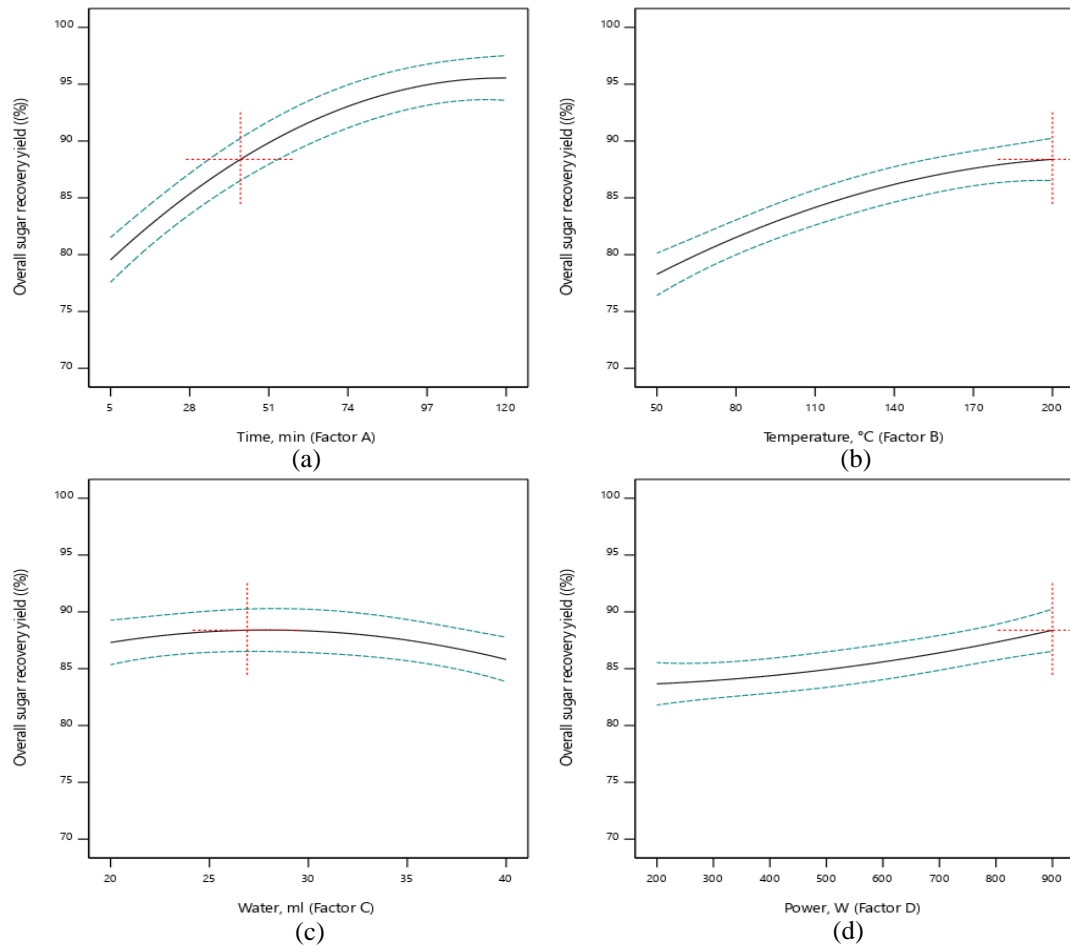 100
95
90
85
80
75
70
Overall sugar recovery yield ((%))
5 28 51 74 97 120
Time, min (Factor A)
(a)
100
95
90
85
80
75
70
Overall sugar recovery yield ((%))
50 80 110 140 170 200
Temperature, °C (Factor B)
(b)
100
95
90
85
80
75
70
Overall sugar recovery yield ((%))
20 25 30 35 40
Water, ml (Factor C)
(c)
100
95
90
85
80
75
70
Overall sugar recovery yield ((%))
200 300 400 500 600 700 800 900
Power, W (Factor D)
(d)